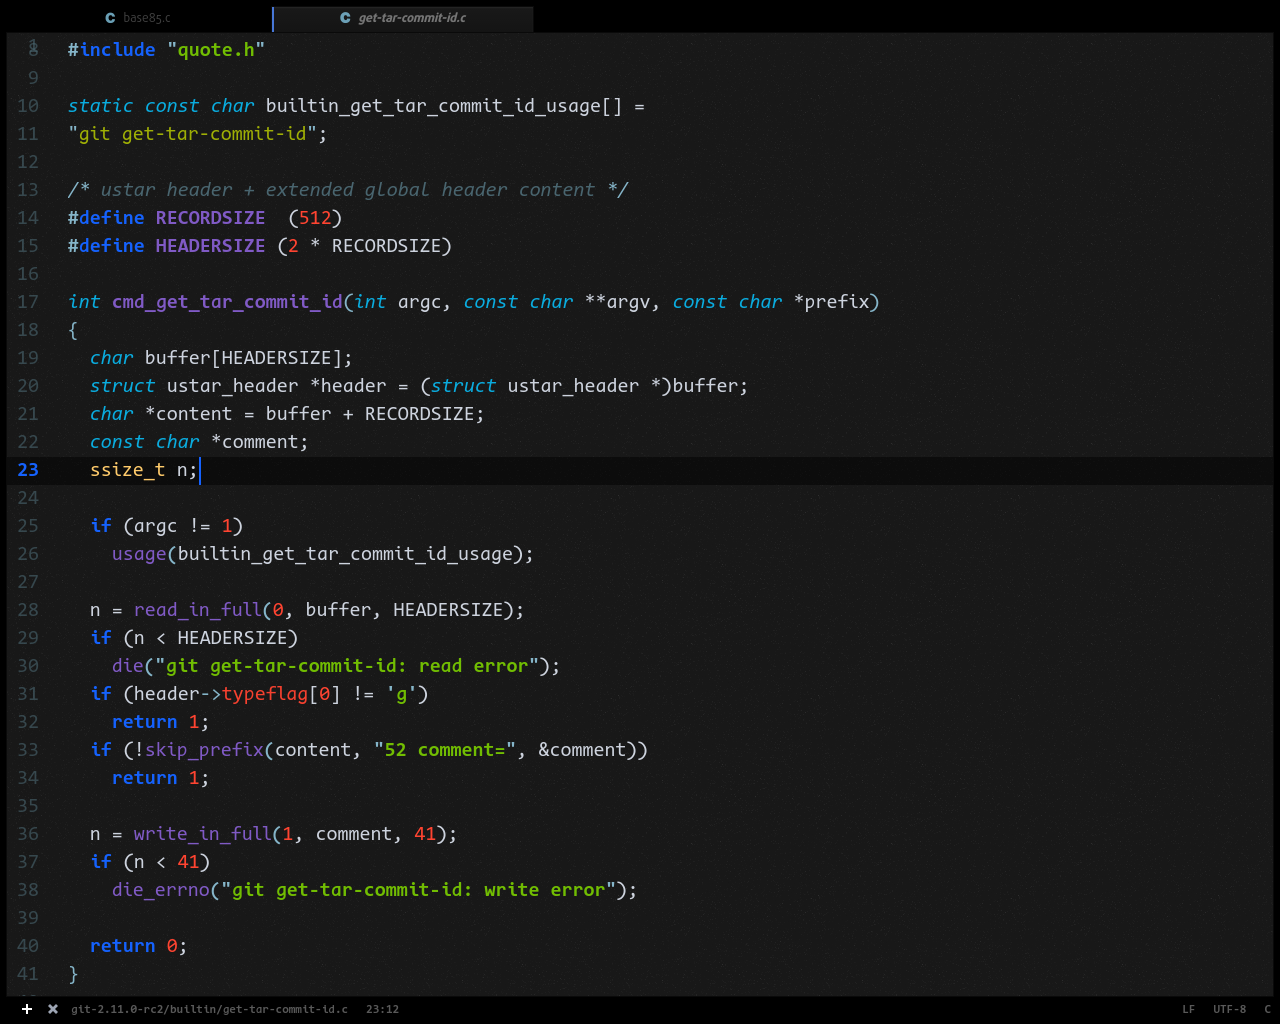 base85.c
get-tar-commit-id.c
8 #include "quote.h"
9
10 static const char builtin_get_tar_commit_id_usage[] =
11 "git get-tar-commit-id";
12
13 /* ustar header + extended global header content */
14 #define RECORDSIZE  (512)
15 #define HEADERSIZE (2 * RECORDSIZE)
16
17 int cmd_get_tar_commit_id(int argc, const char **argv, const char *prefix)
18 {
19   char buffer[HEADERSIZE];
20   struct ustar_header *header = (struct ustar_header *)buffer;
21   char *content = buffer + RECORDSIZE;
22   const char *comment;
23   ssize_t n;
24
25   if (argc != 1)
26     usage(builtin_get_tar_commit_id_usage);
27
28   n = read_in_full(0, buffer, HEADERSIZE);
29   if (n < HEADERSIZE)
30     die("git get-tar-commit-id: read error");
31   if (header->typeflag[0] != 'g')
32     return 1;
33   if (!skip_prefix(content, "52 comment=", &comment))
34     return 1;
35
36   n = write_in_full(1, comment, 41);
37   if (n < 41)
38     die_errno("git get-tar-commit-id: write error");
39
40   return 0;
41 }
git-2.11.0-rc2/builtin/get-tar-commit-id.c 23:12 LF UTF-8 C